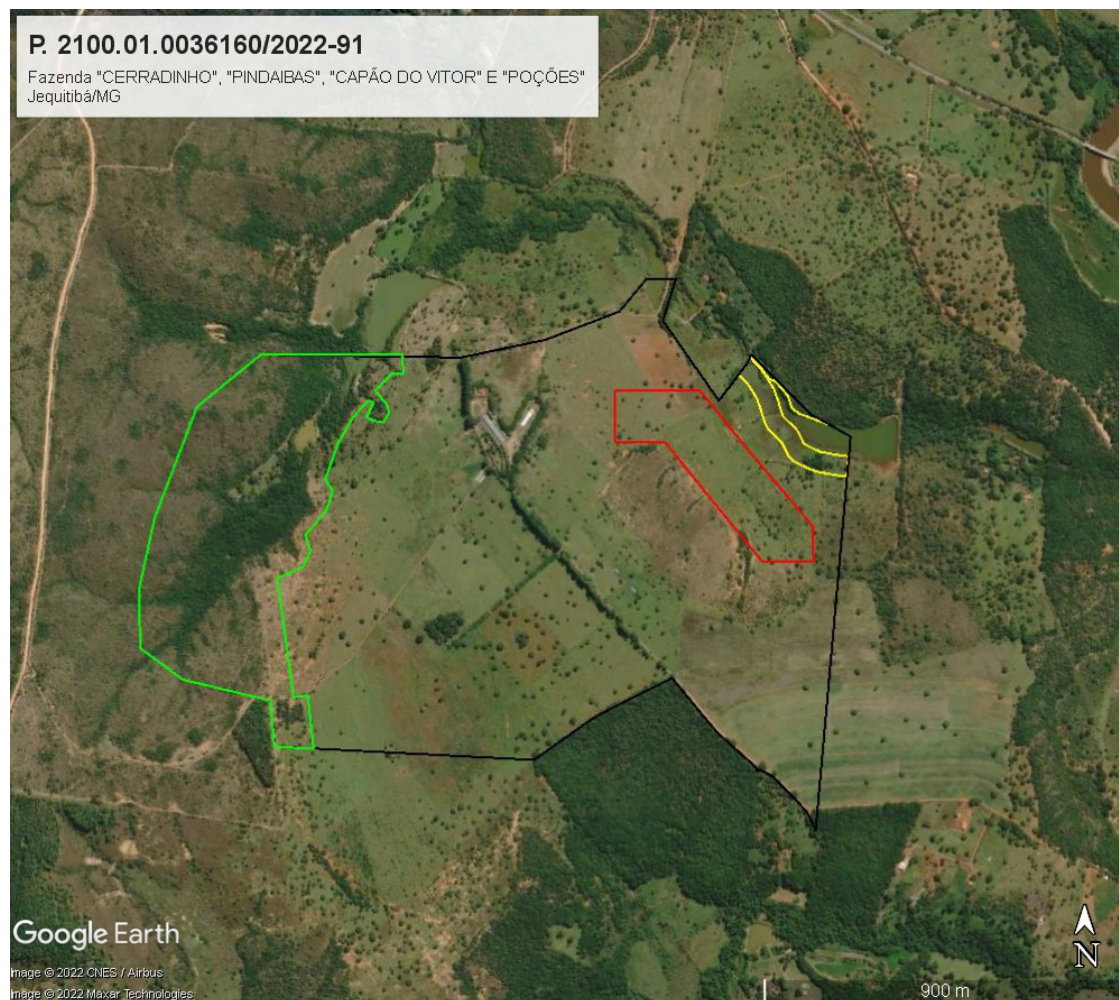 P. 2100.01.0036160/2022-91
Fazenda "CERRADINHO", "PINDAIBAS", "CAPÃO DO VITOR" E "POÇÕES"
Jequitibá/MG
Google Earth
N
Image © 2022 CNES / Airbus
Image © 2022 Maxar Technologies
900 m